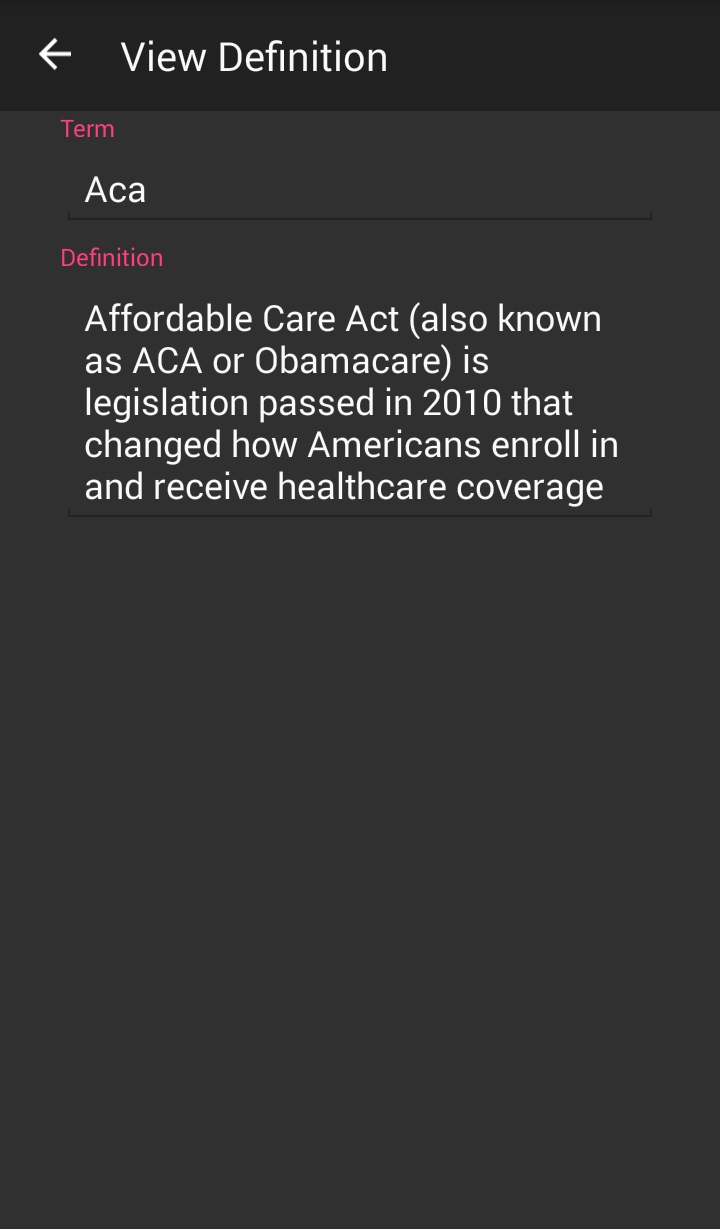 View Definition
Term
Aca
Definition
Affordable Care Act (also known
as ACA or Obamacare) is
legislation passed in 2010 that
changed how Americans enroll in
and receive healthcare coverage